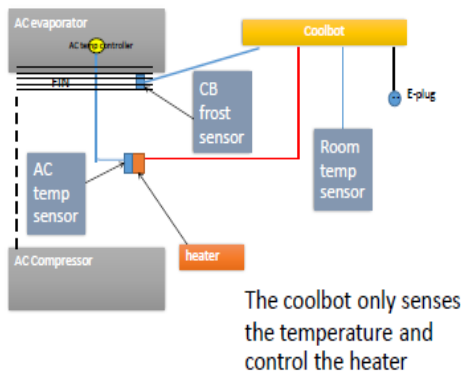 AC evaporator
Coolbot
AC temp controller
FIN
E-plug
CB
frost
sensor
Room
temp
sensor
AC
temp
sensor
heater
AC Compressor
The coolbot only senses
the temperature and
control the heater